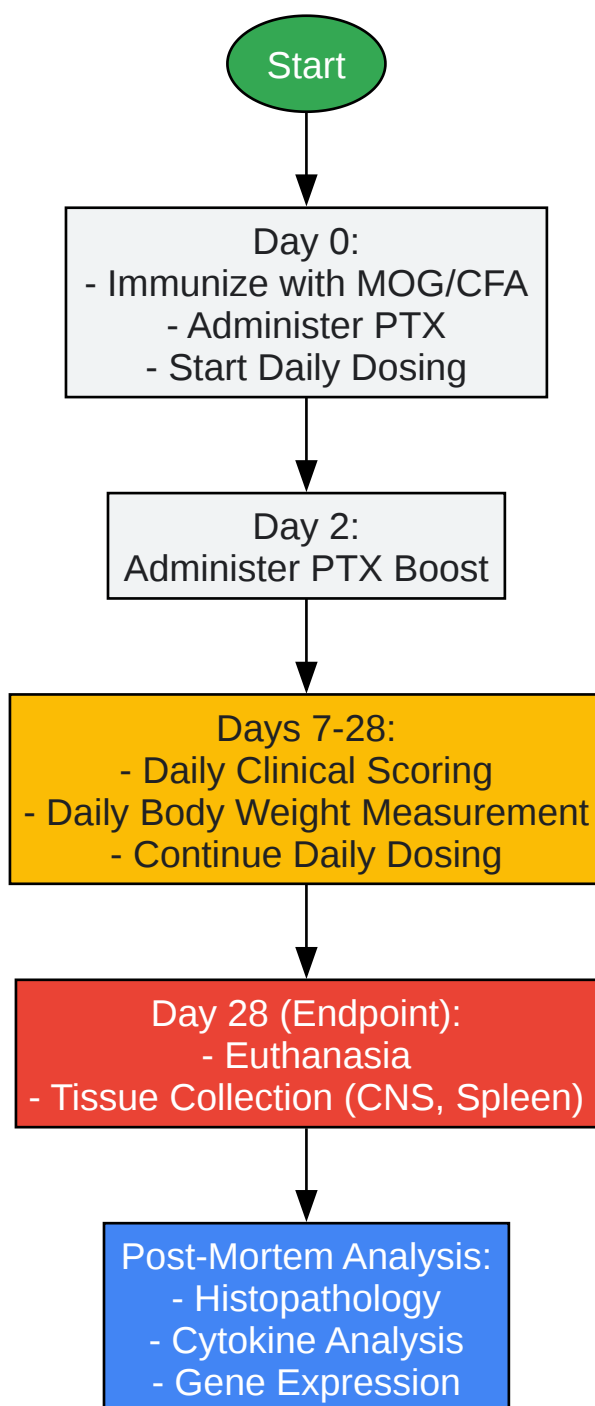 Start
Day 0:
- Immunize with MOG/CFA
- Administer PTX
- Start Daily Dosing
Day 2:
Administer PTX Boost
Days 7-28:
- Daily Clinical Scoring
- Daily Body Weight Measurement
- Continue Daily Dosing
Day 28 (Endpoint):
- Euthanasia
- Tissue Collection (CNS, Spleen)
Post-Mortem Analysis:
- Histopathology
- Cytokine Analysis
- Gene Expression